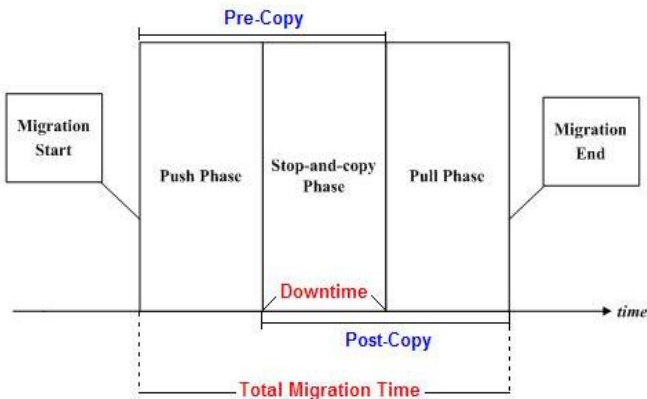 Pre-Copy
Migration
Start
Push Phase
Stop-and-copy
Phase
Pull Phase
Migration
End
Downtime
time
Post-Copy
Total Migration Time